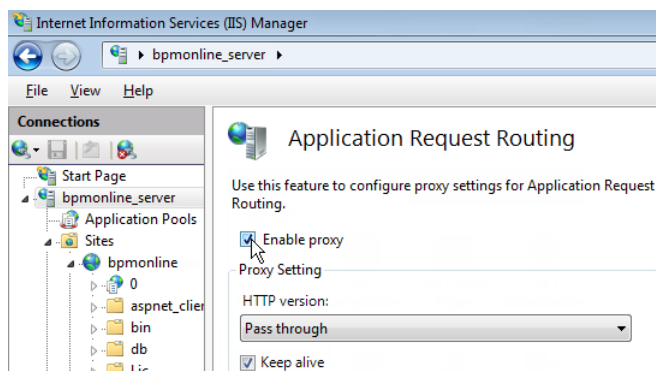 Internet Information Services (IIS) Manager
bpmonline_server
File View Help
Connections
Start Page
bpmonline_server
Application Pools
Sites
bpmonline
0
aspnet_clien
bin
db
Application Request Routing
Use this feature to configure proxy settings for Application Request
Routing.
Enable proxy
Proxy Setting
HTTP version:
Pass through
Keep alive